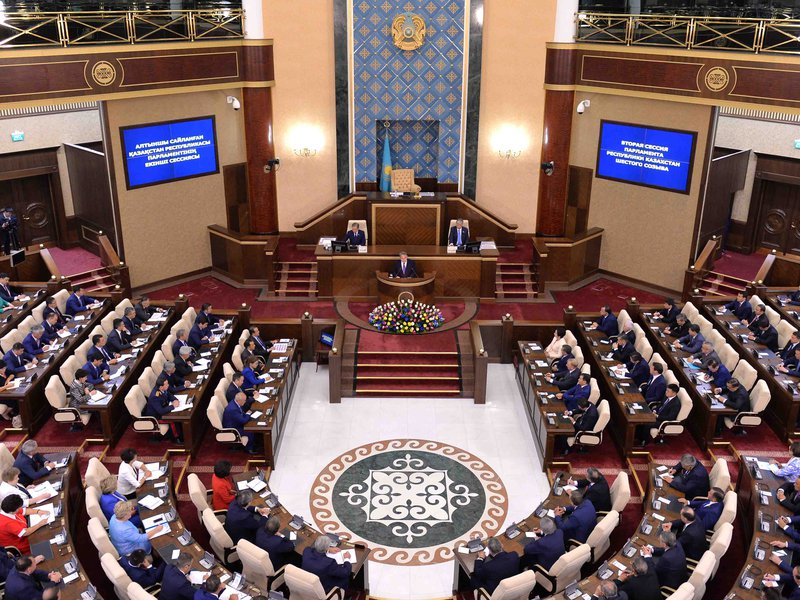 АЛТЫНШЫ САЙЛАНҒАН
ҚАЗАҚСТАН РЕСПУБЛИКАСЫ
ПАРЛАМЕНТІНІҢ
ЕКІНШІ СЕССИЯСЫ
ВТОРАЯ СЕССИЯ
ПАРЛАМЕНТА
РЕСПУБЛИКИ КАЗАХСТАН
ШЕСТОГО СОЗЫВА